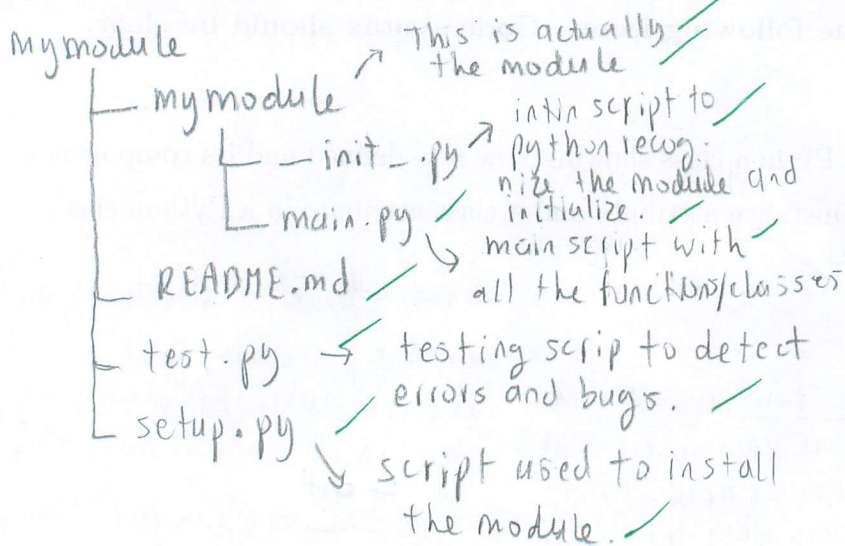 mymodule
This is actually
the module
mymodule
intin script to
__init__.py
python recog
nize the module and
initialize.
main.py
main script with
all the functions/classes
README.md
test.py → testing scrip to detect
errors and bugs.
setup.py
script used to install
the module.